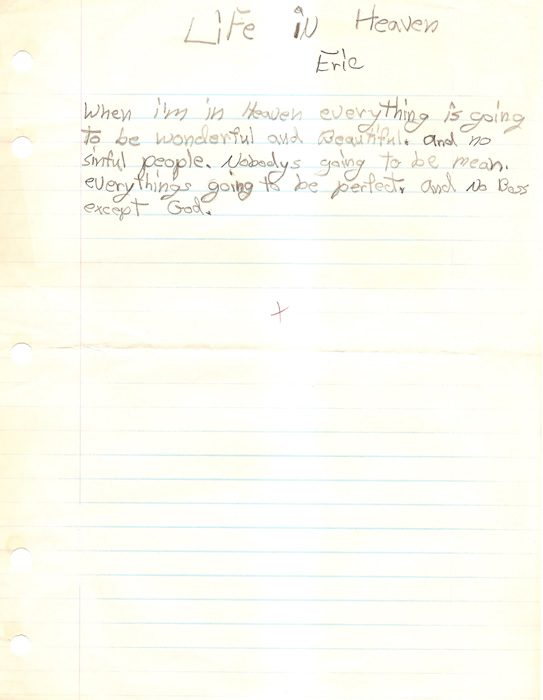 Life in Heaven
Eric
When i'm in Heaven everything is going
to be wonderful and Beautiful. and no
sinful people. Nobodys going to be mean.
everythings going to be perfect. and No Boss
except God.
+